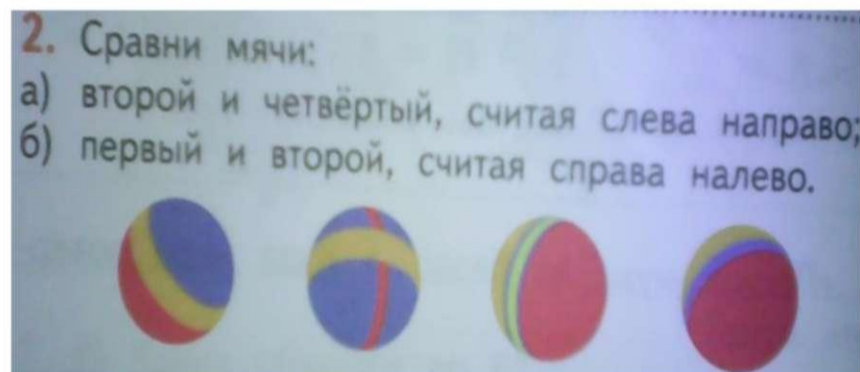 2. Сравни мячи:
а) второй и четвёртый, считая слева направо;
б) первый и второй, считая справа налево.